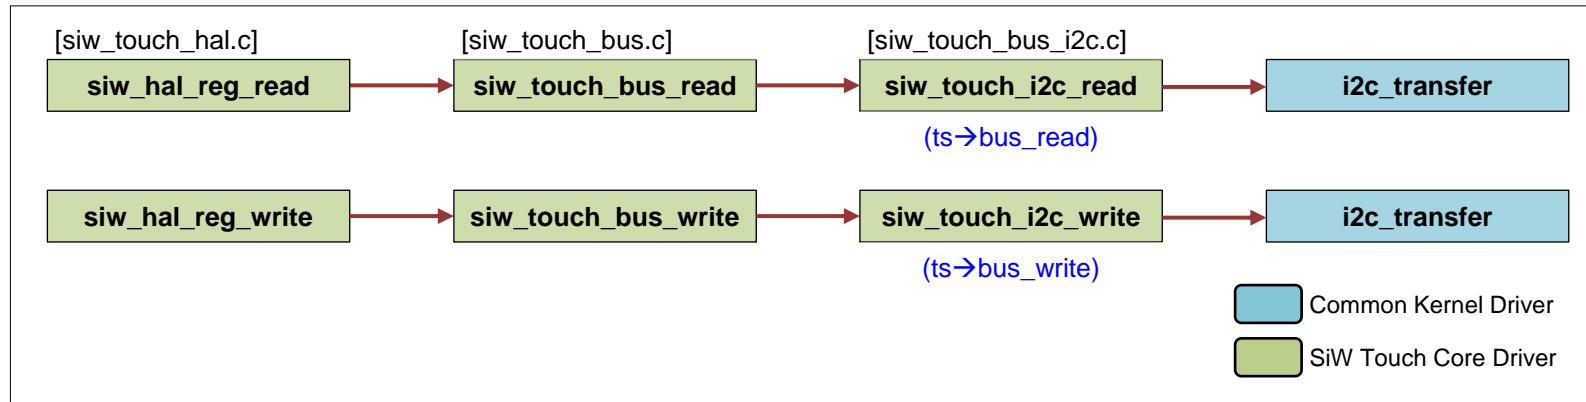 [siw_touch_hal.c] [siw_touch_bus.c] [siw_touch_bus_i2c.c]
siw_hal_reg_read siw_touch_bus_read siw_touch_i2c_read i2c_transfer
(ts→bus_read)
siw_hal_reg_write siw_touch_bus_write siw_touch_i2c_write i2c_transfer
(ts→bus_write)
Common Kernel Driver
SiW Touch Core Driver